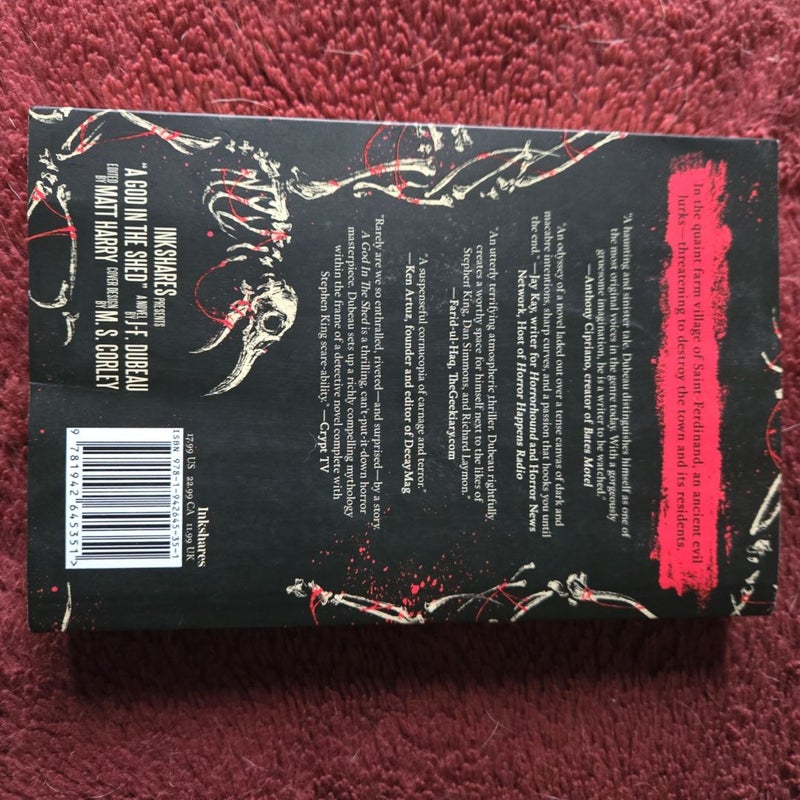 In the quaint farm village of Saint-Ferdinand, an ancient evil
lurks—threatening to destroy the town and its residents.
"A haunting and sinister tale. Dubeau distinguishes himself as one of
the most original voices in the genre today. With a gorgeously
gruesome imagination, he is a writer to be watched."
—Anthony Cipriano, creator of Bates Motel
"An odyssey of a novel laded out over a tense canvas of dark and
macabre intentions, sharp curves, and a passion that hooks you until
the end." —Jay Kay, writer for Horrorhound and Horror News
Network, Host of Horror Happens Radio
"An utterly terrifying atmospheric thriller. Dubeau rightfully
creates a worthy space for himself next to the likes of
Stephen King, Dan Simmons, and Richard Laymon."
—Farid-ul-Haq, TheGeekiary.com
"A suspenseful cornucopia of carnage and terror."
—Ken Artuz, founder and editor of DecayMag
"Rarely are we so enthralled, riveted—and surprised—by a story
A God In The Shed is a thrilling, can't-put-it-down horror
masterpiece. Dubeau sets up a richly compelling mythology
within the frame of a detective novel complete with
Stephen King scare-ability." —Crypt TV
INKSHARES PRESENTS
"A GOD IN THE SHED" A NOVEL BY J-F. DUBEAU
EDITED BY MATT HARRY COVER DESIGN BY M. S. CORLEY
Inkshares
17.99 US 22.99 CA 11.99 UK
ISBN 978-1-942645-35-1
9 781942 645351